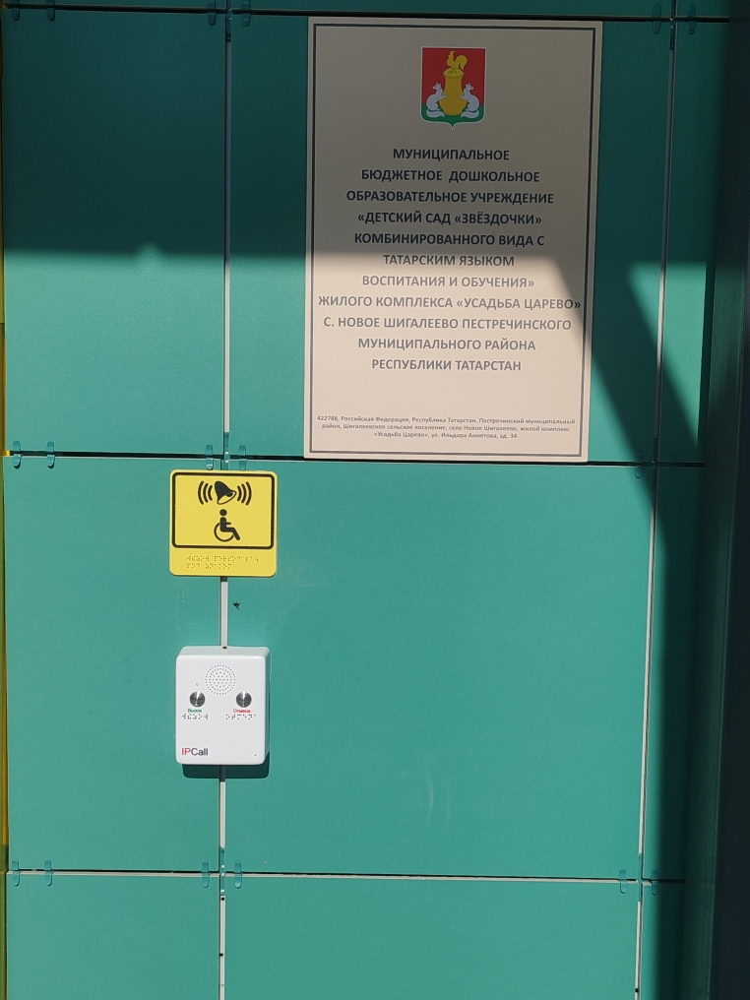 МУНИЦИПАЛЬНОЕ
БЮДЖЕТНОЕ ДОШКОЛЬНОЕ
ОБРАЗОВАТЕЛЬНОЕ УЧРЕЖДЕНИЕ
«ДЕТСКИЙ САД «ЗВЁЗДОЧКИ»
КОМБИНИРОВАННОГО ВИДА С
ТАТАРСКИМ ЯЗЫКОМ
ВОСПИТАНИЯ И ОБУЧЕНИЯ»
ЖИЛОГО КОМПЛЕКСА «УСАДЬБА ЦАРЕВО»
С. НОВОЕ ШИГАЛЕЕВО ПЕСТРЕЧИНСКОГО
МУНИЦИПАЛЬНОГО РАЙОНА
РЕСПУБЛИКИ ТАТАРСТАН
422788, Российская Федерация, Республика Татарстан, Пестречинский муниципальный
район, Шигалеевское сельское поселение, село Новое Шигалеево, жилой комплекс
«Усадьба Царево», ул. Ильдара Ахметова, зд. 34
Вызов Отмена
IPCall